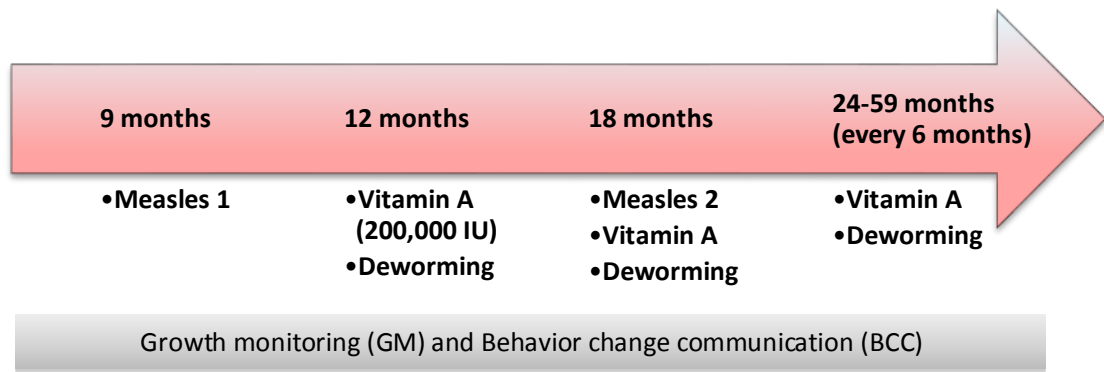 9 months
•Measles 1
12 months
•Vitamin A
(200,000 IU)
•Deworming
18 months
•Measles 2
•Vitamin A
•Deworming
24-59 months
(every 6 months)
•Vitamin A
•Deworming
Growth monitoring (GM) and Behavior change communication (BCC)